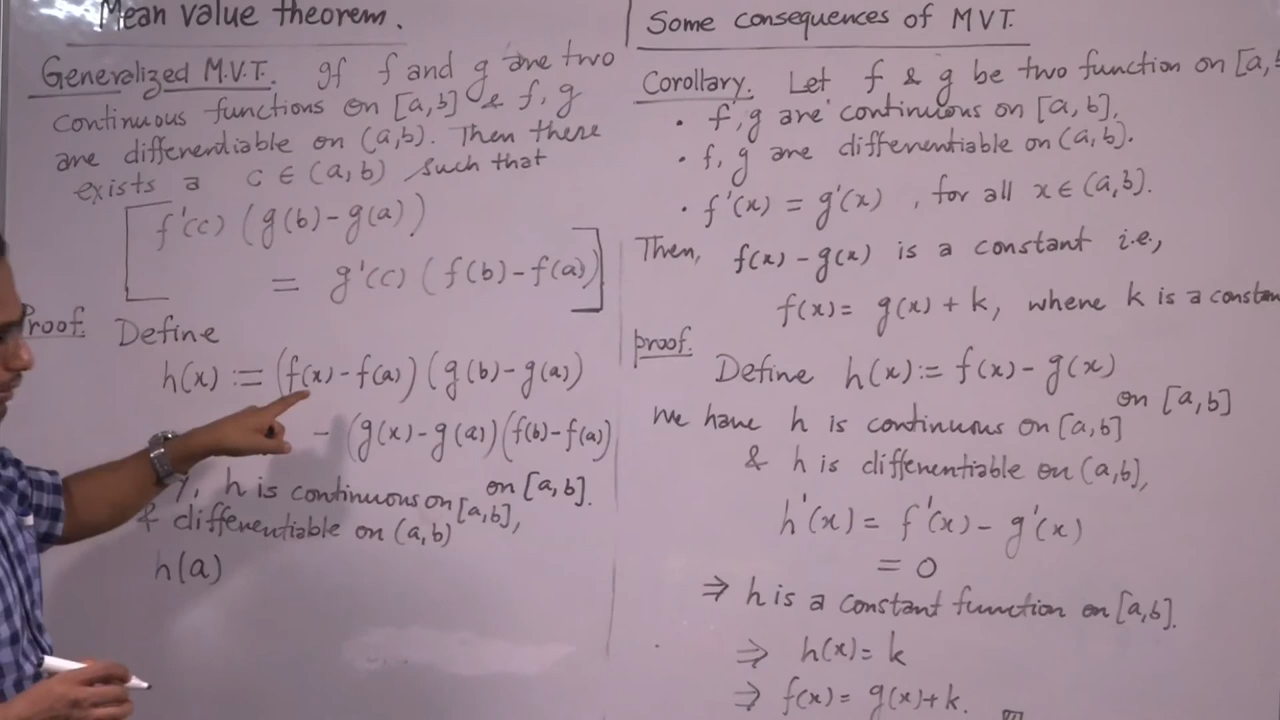 Mean value theorem.
Generalized M.V.T. If f and g are two
continuous functions on [a,b] & f, g
are differentiable on (a,b). Then there
exists a c ∈ (a,b) such that
f'(c) (g(b)-g(a))
= g'(c) (f(b)-f(a))
Proof. Define
h(x) := (f(x)-f(a)) (g(b)-g(a))
- (g(x)-g(a)) (f(b)-f(a))
on [a,b].
h is continuous on [a,b],
& differentiable on (a,b)
h(a)
Some consequences of MVT.
Corollary. Let f & g be two function on [a,
• f, g are continuous on [a,b],
• f, g are differentiable on (a,b).
• f'(x) = g'(x), for all x ∈ (a,b).
Then, f(x) - g(x) is a constant i.e.,
f(x) = g(x) + k, where k is a constan
proof.
Define h(x) := f(x) - g(x)
on [a,b]
We have h is continuous on [a,b]
& h is differentiable on (a,b),
h'(x) = f'(x) - g'(x)
= 0
⇒ h is a constant function on [a,b].
⇒ h(x) = k
⇒ f(x) = g(x)+k.